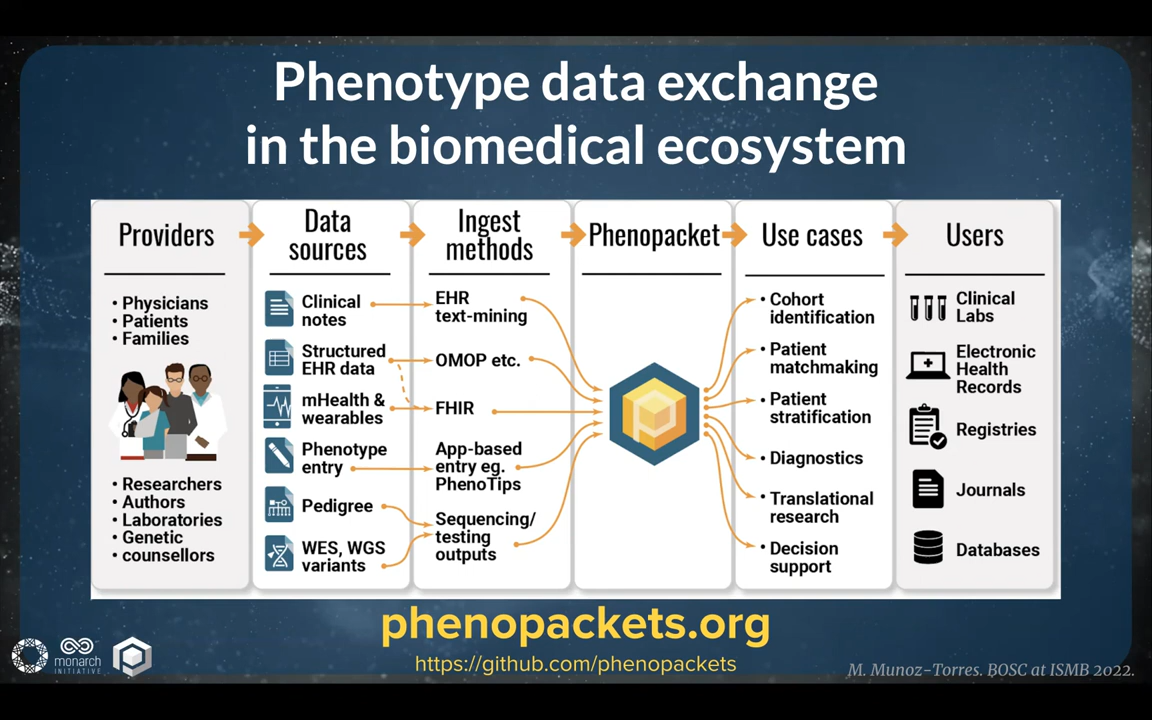 Phenotype data exchange
in the biomedical ecosystem
Providers
• Physicians
• Patients
• Families
• Researchers
• Authors
• Laboratories
• Genetic
• counsellors
Data
sources
Clinical
notes
Structured
EHR data
mHealth &
wearables
Phenotype
entry
Pedigree
WES, WGS
variants
Ingest
methods
EHR
text-mining
OMOP etc.
FHIR
App-based
entry eg.
PhenoTips
Sequencing/
testing
outputs
Phenopacket
Use cases
• Cohort
identification
• Patient
matchmaking
• Patient
stratification
• Diagnostics
• Translational
research
• Decision
support
Users
Clinical
Labs
Electronic
Health
Records
Registries
Journals
Databases
phenopackets.org
https://github.com/phenopackets
monarch
INITIATIVE
M. Munoz-Torres. BOSC at ISMB 2022.